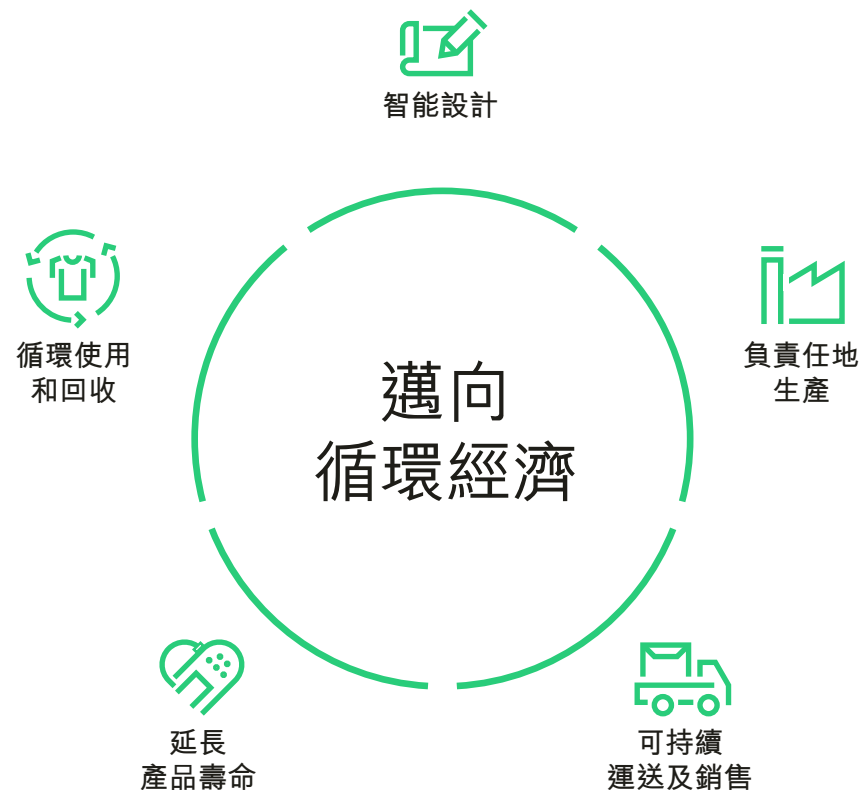 智能設計
循環使用
和回收
負責任地
生產
邁向
循環經濟
延長
產品壽命
可持續
運送及銷售